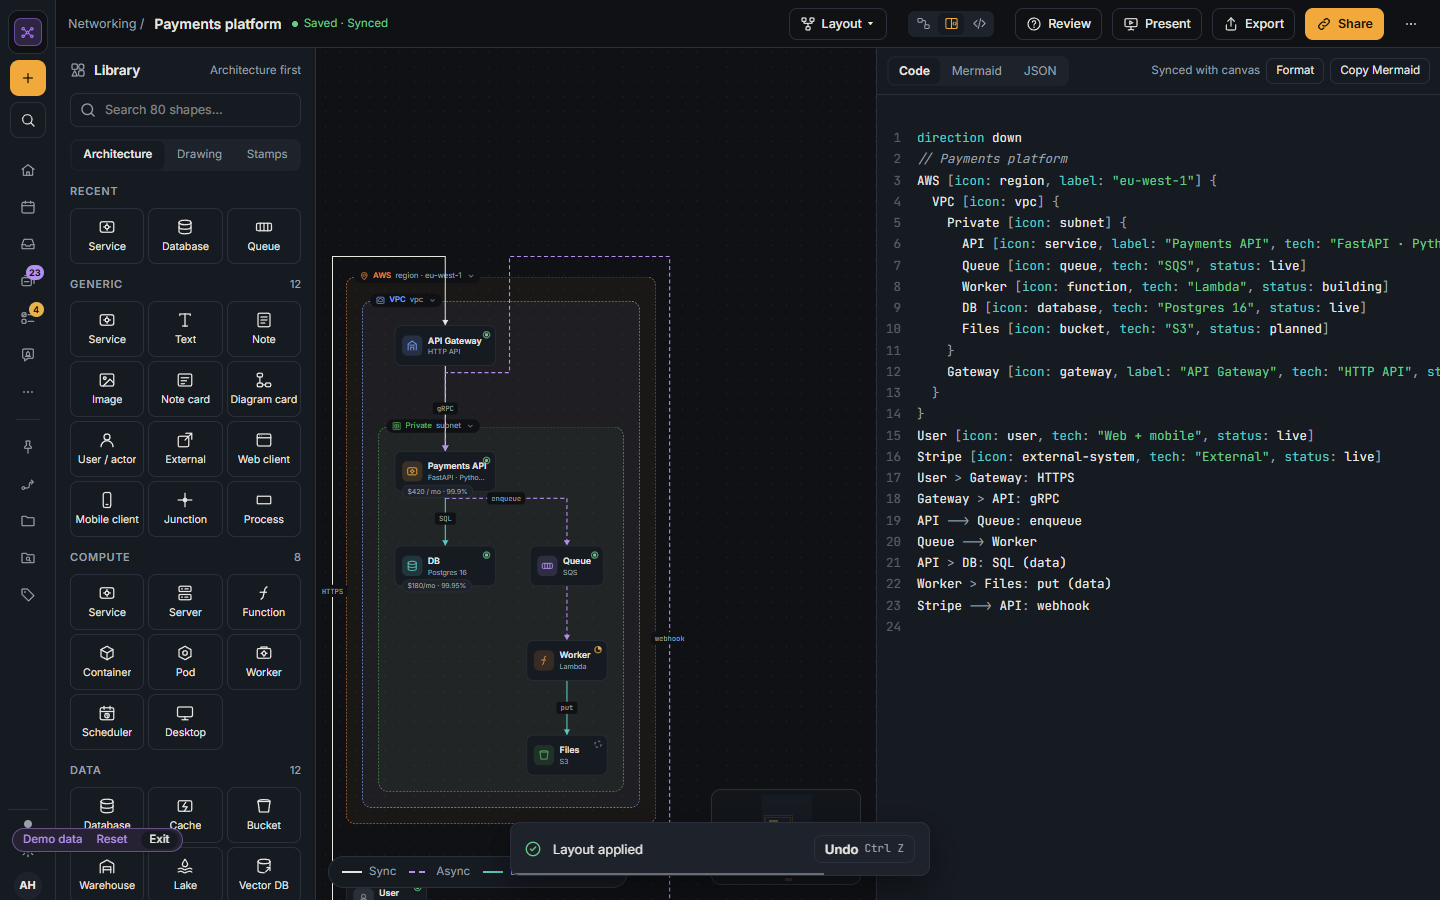 Networking / Payments platform Saved · Synced
Layout
Review
Present
Export
Share
Library
Architecture first
Search 80 shapes...
Architecture Drawing Stamps
RECENT
Service Database Queue
GENERIC 12
Service Text Note
Image Note card Diagram card
User / actor External Web client
Mobile client Junction Process
COMPUTE 8
Service Server Function
Container Pod Worker
Scheduler Desktop
DATA 12
Database Cache Bucket
Warehouse Lake Vector DB
23
4
Demo data Reset Exit
AH
AWS region · eu-west-1
VPC vpc
API Gateway
HTTP API
gRPC
Private subnet
Payments API
FastAPI · Pytho...
$420 / mo · 99.9%
enqueue
SQL
DB
Postgres 16
$180/mo · 99.95%
Queue
SQS
HTTPS
webhook
Worker
Lambda
put
Files
S3
User
Sync Async
Layout applied
Undo Ctrl Z
Code Mermaid JSON
Synced with canvas
Format
Copy Mermaid
1 direction down
2 // Payments platform
3 AWS [icon: region, label: "eu-west-1"] {
4 VPC [icon: vpc] {
5 Private [icon: subnet] {
6 API [icon: service, label: "Payments API", tech: "FastAPI · Pyth
7 Queue [icon: queue, tech: "SQS", status: live]
8 Worker [icon: function, tech: "Lambda", status: building]
9 DB [icon: database, tech: "Postgres 16", status: live]
10 Files [icon: bucket, tech: "S3", status: planned]
11 }
12 Gateway [icon: gateway, label: "API Gateway", tech: "HTTP API", st
13 }
14 }
15 User [icon: user, tech: "Web + mobile", status: live]
16 Stripe [icon: external-system, tech: "External", status: live]
17 User > Gateway: HTTPS
18 Gateway > API: gRPC
19 API --> Queue: enqueue
20 Queue --> Worker
21 API > DB: SQL (data)
22 Worker > Files: put (data)
23 Stripe --> API: webhook
24